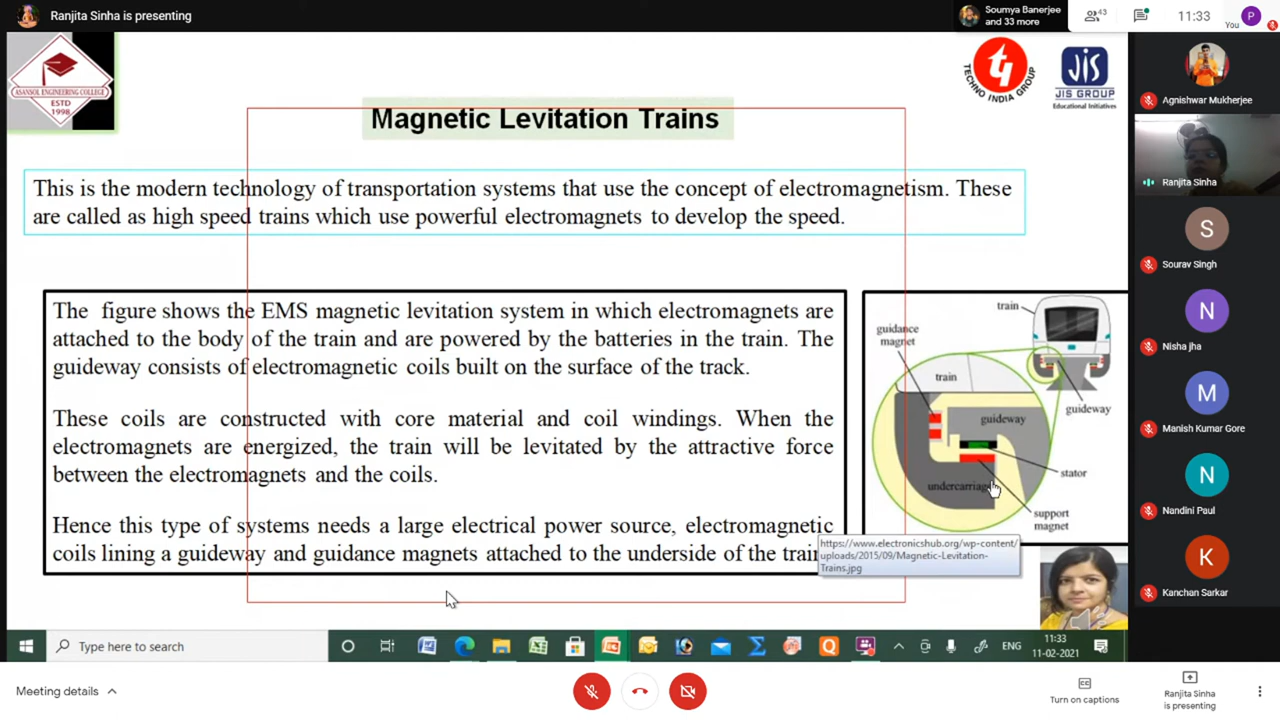 Ranjita Sinha is presenting
Soumya Banerjee
and 33 more
43
11:33
P
You
ASANSOL ENGINEERING COLLEGE
ESTD
1998
TECHNO INDIA GROUP
JIS
JIS GROUP
Educational Initiatives
Magnetic Levitation Trains
This is the modern technology of transportation systems that use the concept of electromagnetism. These
are called as high speed trains which use powerful electromagnets to develop the speed.
The figure shows the EMS magnetic levitation system in which electromagnets are
attached to the body of the train and are powered by the batteries in the train. The
guideway consists of electromagnetic coils built on the surface of the track.
These coils are constructed with core material and coil windings. When the
electromagnets are energized, the train will be levitated by the attractive force
between the electromagnets and the coils.
Hence this type of systems needs a large electrical power source, electromagnetic
coils lining a guideway and guidance magnets attached to the underside of the train
train
guidance
magnet
train
guideway
guideway
stator
undercarriage
support
magnet
https://www.electronicshub.org/wp-content/
uploads/2015/09/Magnetic-Levitation-
Trains.jpg
Agnishwar Mukherjee
Ranjita Sinha
S
Sourav Singh
N
Nisha jha
M
Manish Kumar Gore
N
Nandini Paul
K
Kanchan Sarkar
Type here to search
ENG
11:33
11-02-2021
Meeting details
Turn on captions
Ranjita Sinha
is presenting